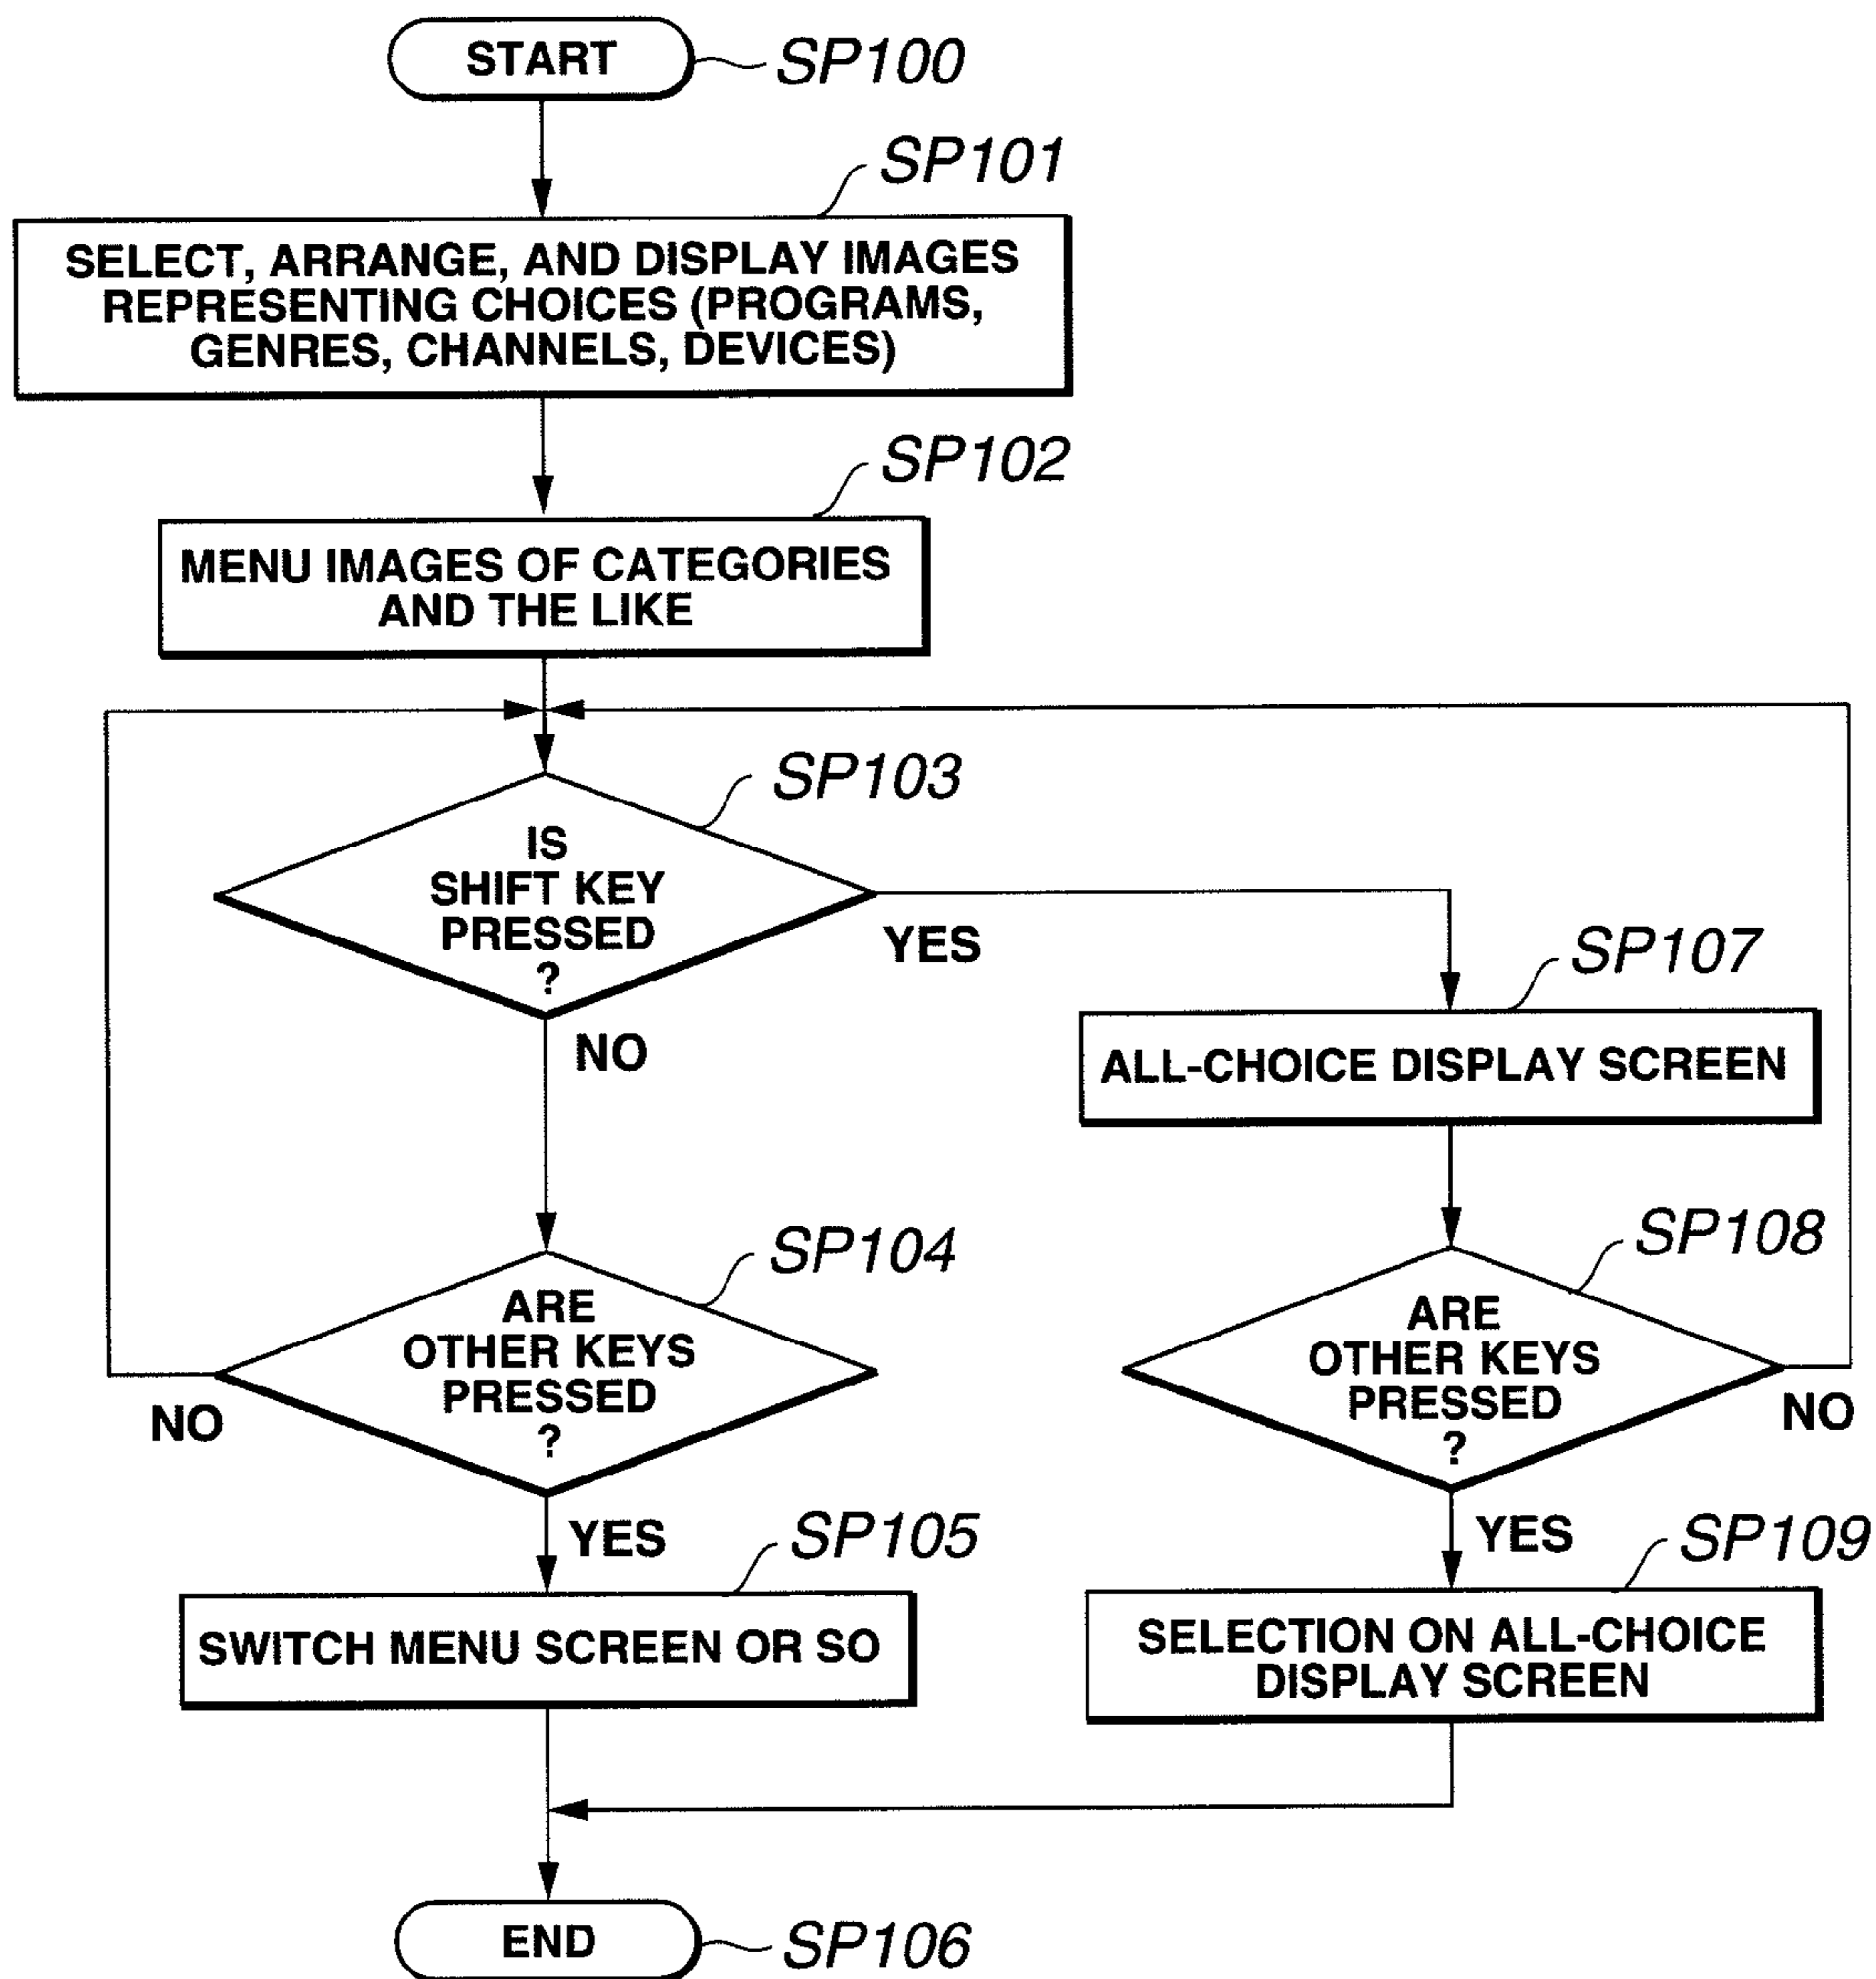 START
SP100
SP101
SELECT, ARRANGE, AND DISPLAY IMAGES
REPRESENTING CHOICES (PROGRAMS,
GENRES, CHANNELS, DEVICES)
SP102
MENU IMAGES OF CATEGORIES
AND THE LIKE
SP103
IS
SHIFT KEY
PRESSED
?
YES
NO
SP107
ALL-CHOICE DISPLAY SCREEN
SP104
ARE
OTHER KEYS
PRESSED
?
NO
YES
SP108
ARE
OTHER KEYS
PRESSED
?
NO
YES
SP105
SWITCH MENU SCREEN OR SO
SP109
SELECTION ON ALL-CHOICE
DISPLAY SCREEN
END
SP106